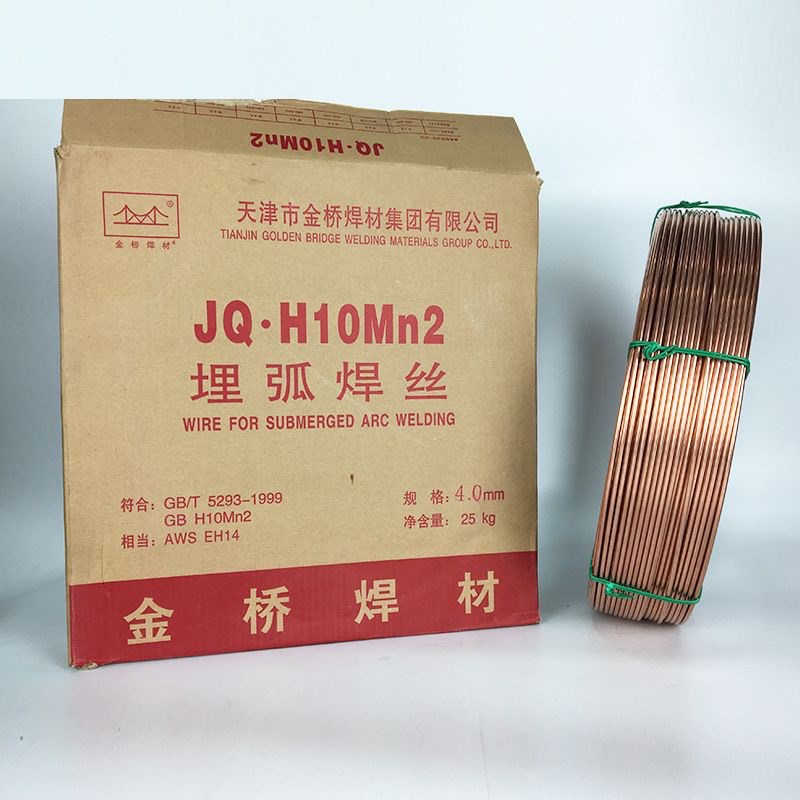 JQ·H10Mn2
®
金桥焊材®
天津市金桥焊材集团有限公司
TIANJIN GOLDEN BRIDGE WELDING MATERIALS GROUP CO.,LTD.
JQ·H10Mn2
埋弧焊丝
WIRE FOR SUBMERGED ARC WELDING
符合: GB/T 5293-1999
GB H10Mn2
相当: AWS EH14
规 格: 4.0mm
净含量: 25 kg
金桥焊材